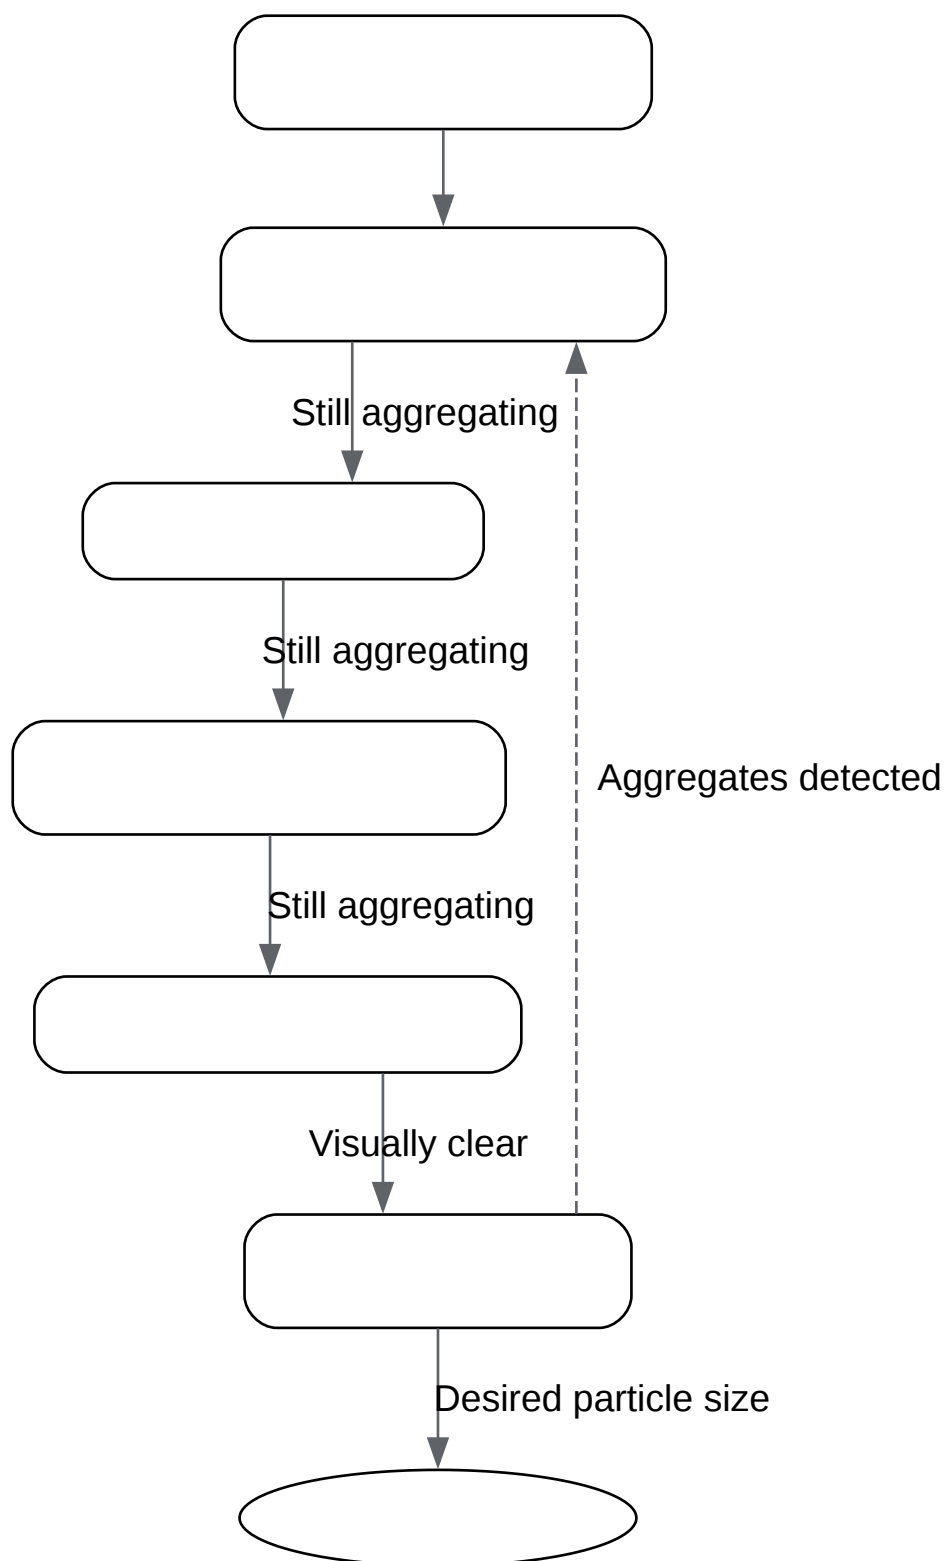 Still aggregating
Still aggregating
Aggregates detected
Still aggregating
Visually clear
Desired particle size